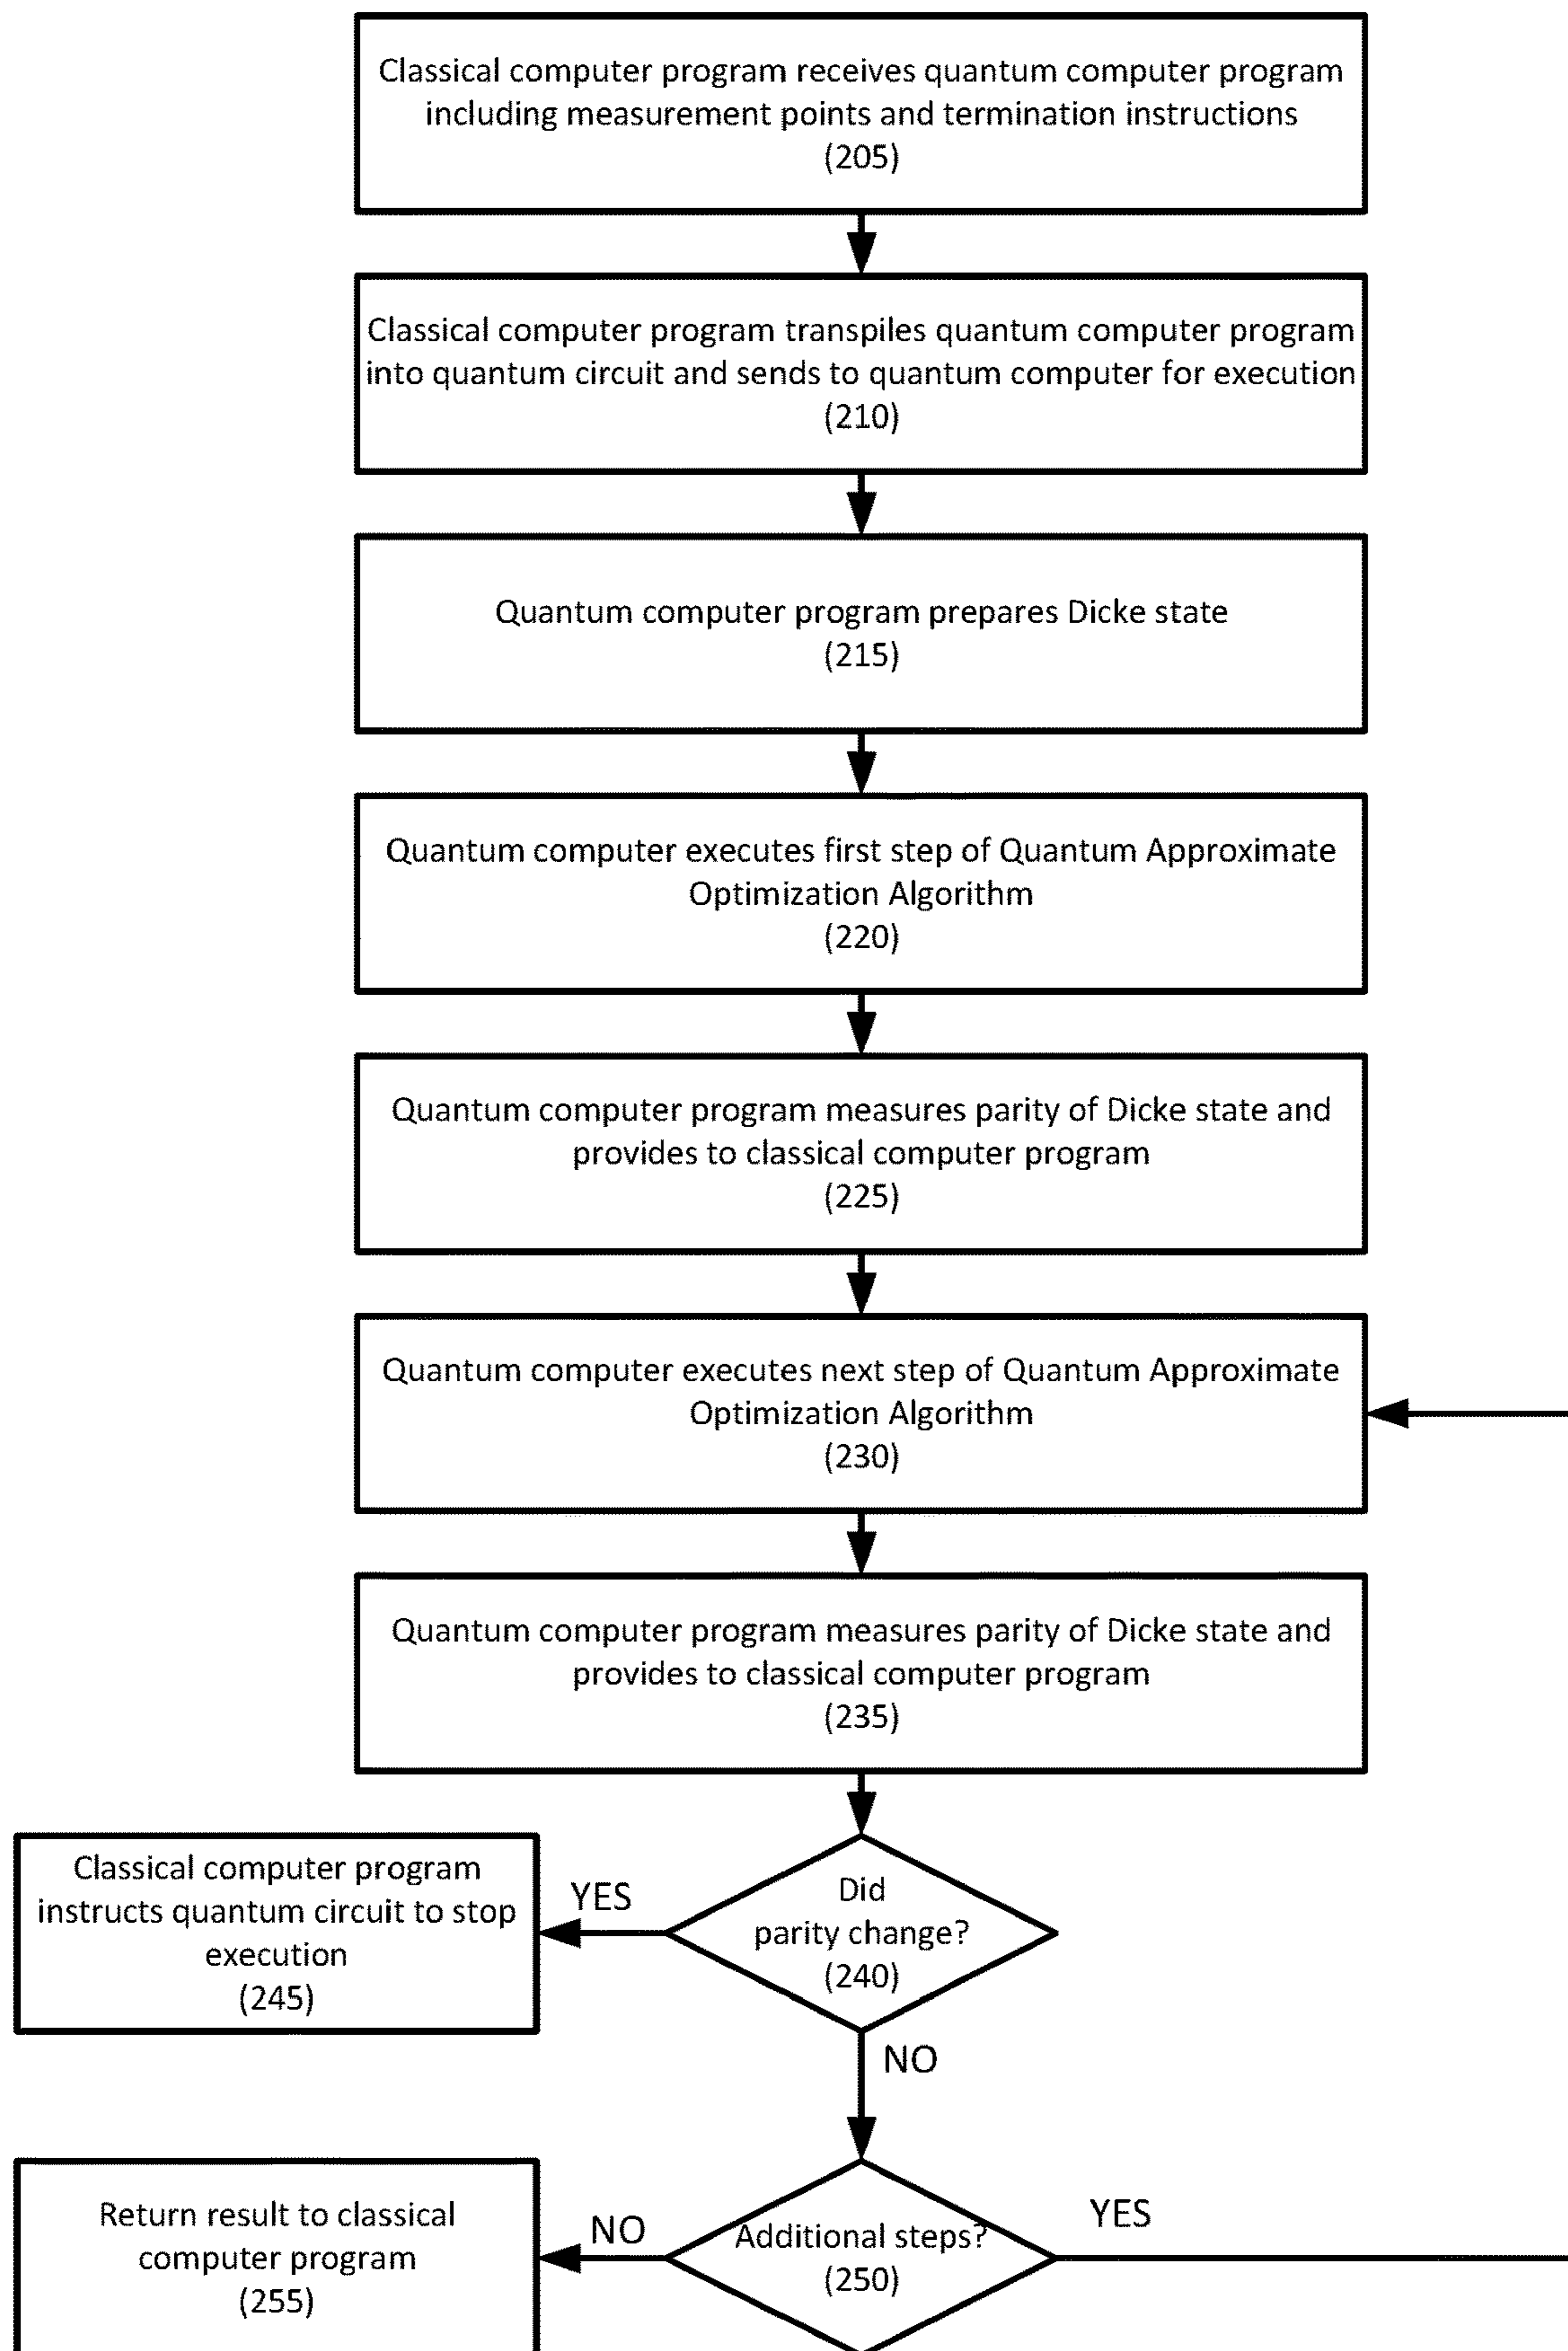 Classical computer program receives quantum computer program
including measurement points and termination instructions
(205)
Classical computer program transpiles quantum computer program
into quantum circuit and sends to quantum computer for execution
(210)
Quantum computer program prepares Dicke state
(215)
Quantum computer executes first step of Quantum Approximate
Optimization Algorithm
(220)
Quantum computer program measures parity of Dicke state and
provides to classical computer program
(225)
Quantum computer executes next step of Quantum Approximate
Optimization Algorithm
(230)
Quantum computer program measures parity of Dicke state and
provides to classical computer program
(235)
Classical computer program
instructs quantum circuit to stop
execution
(245)
YES
Did
parity change?
(240)
NO
Return result to classical
computer program
(255)
NO
Additional steps?
(250)
YES